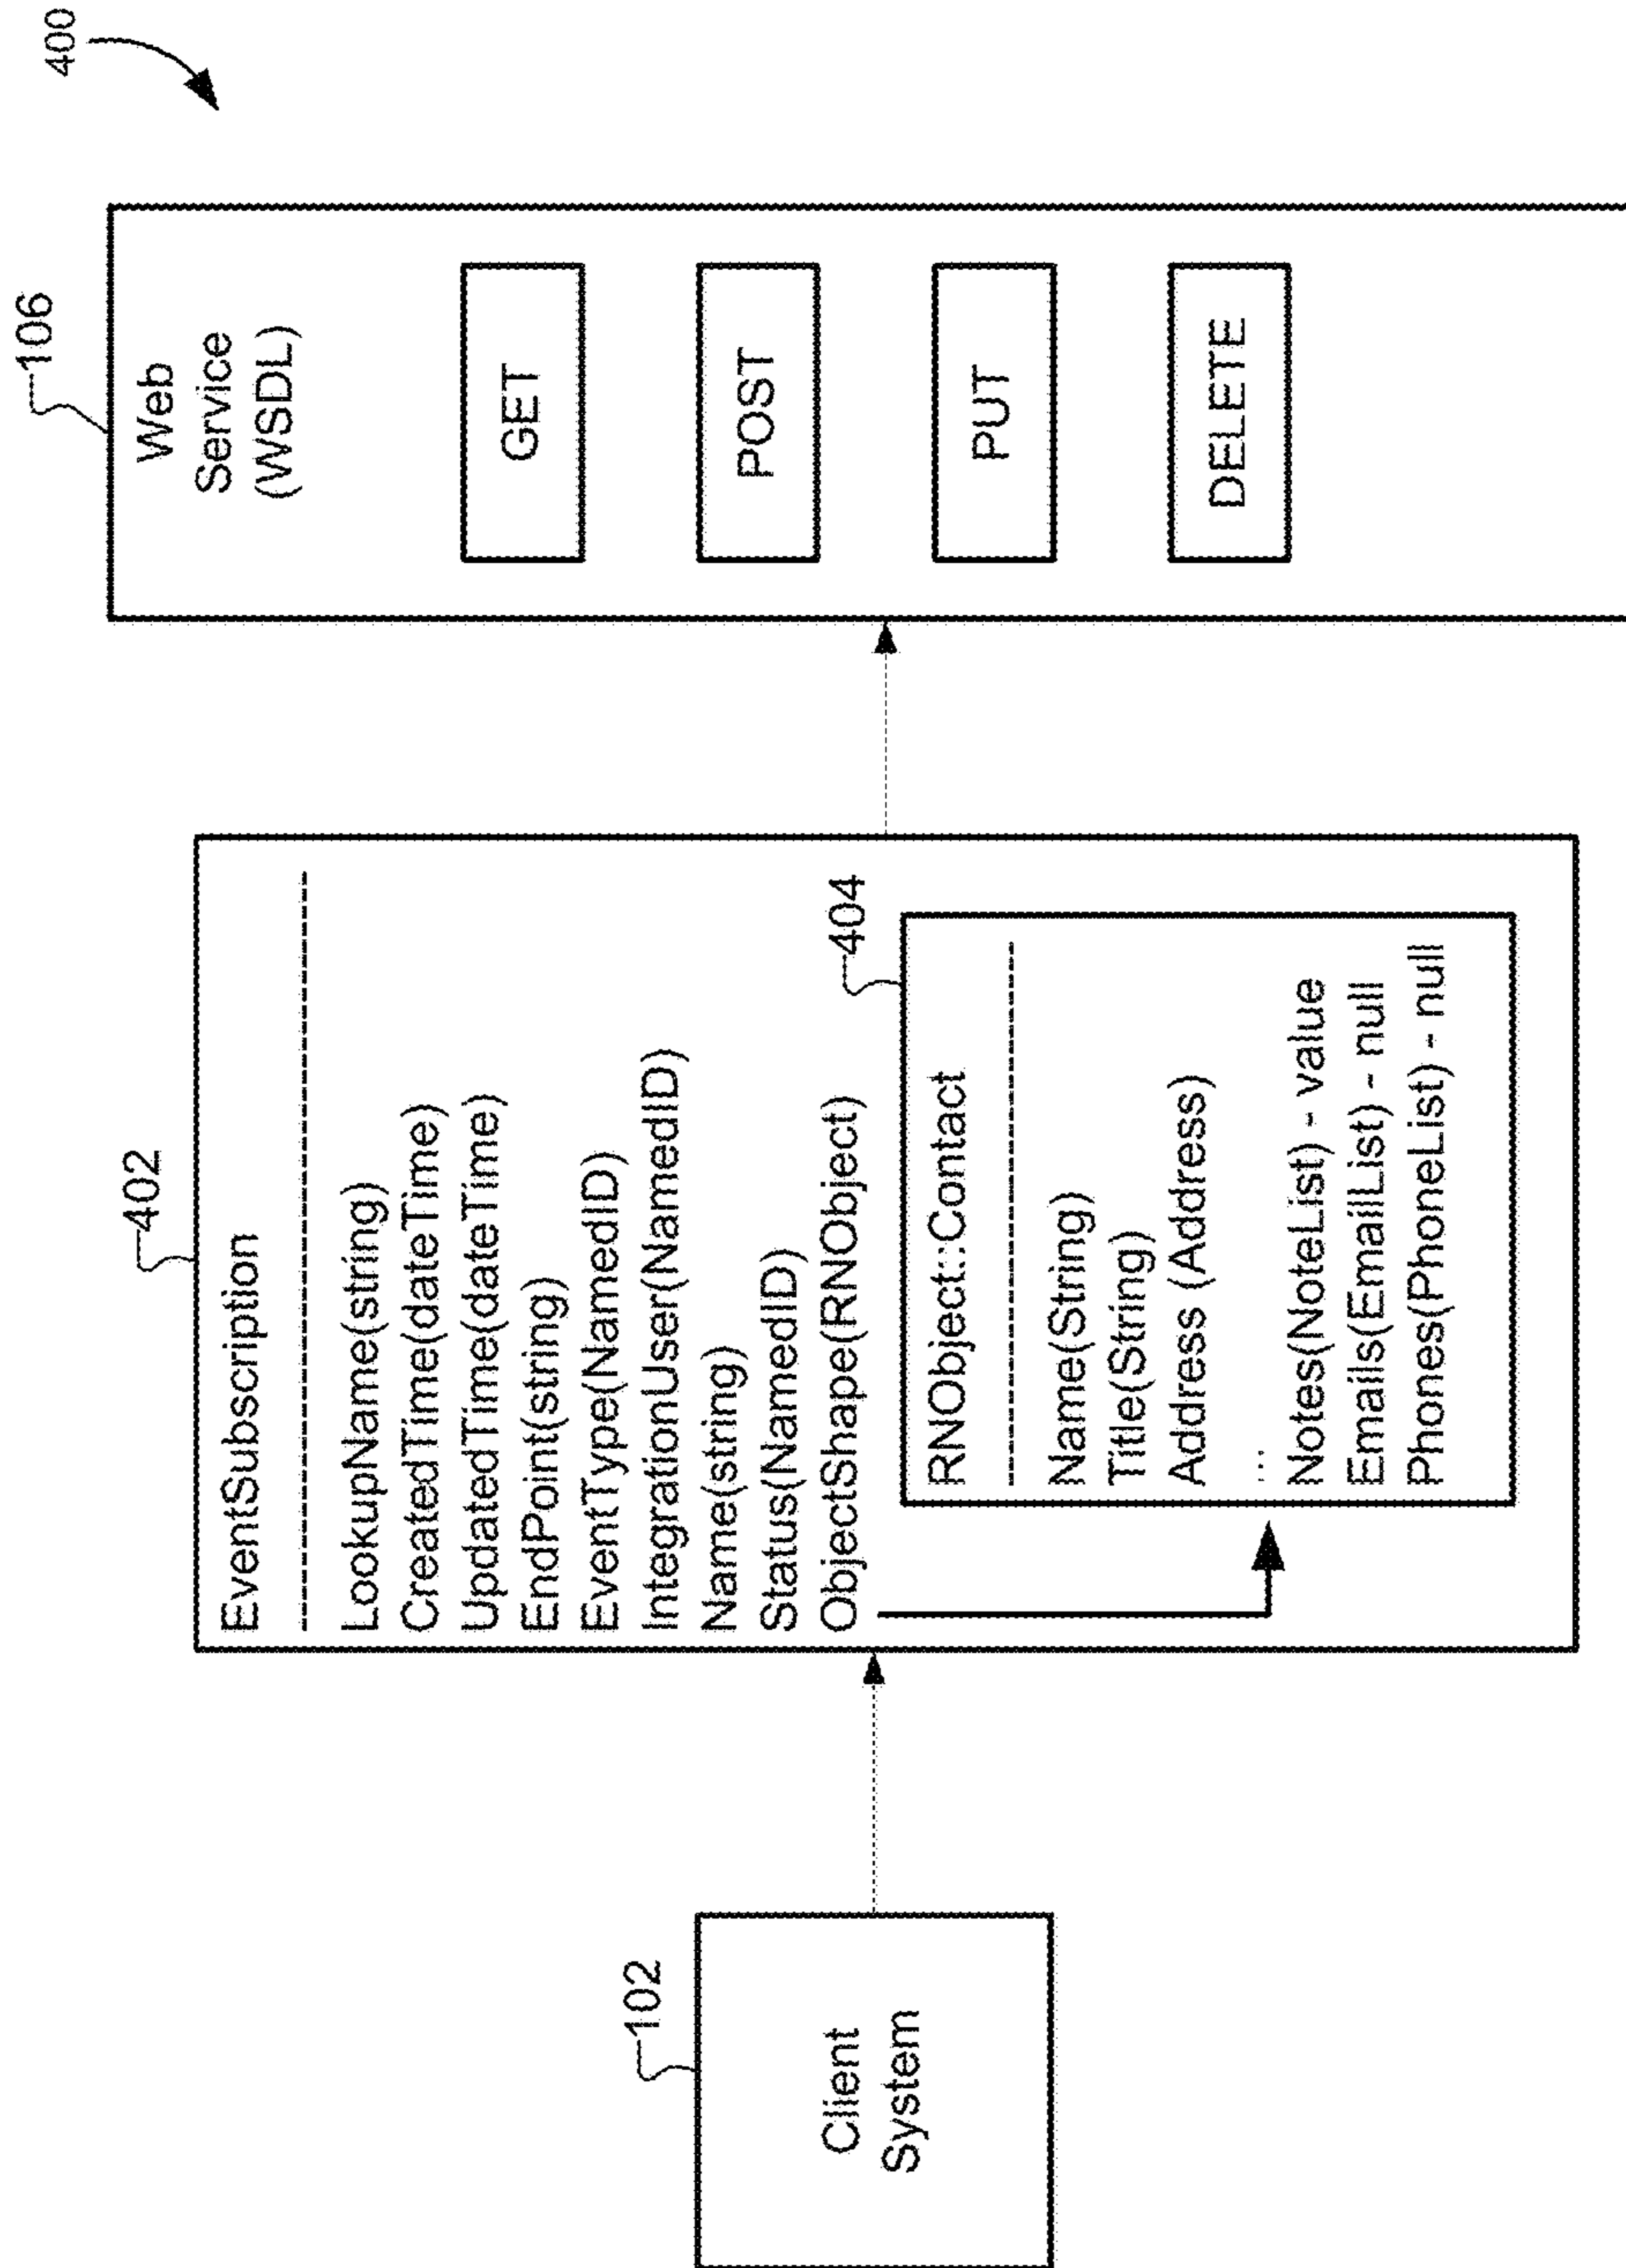 400
102
Client
System
402
EventSubscription
LookupName(string)
CreatedTime(dateTime)
UpdatedTime(dateTime)
EndPoint(string)
EventType(NamedID)
IntegrationUser(NamedID)
Name(string)
Status(NamedID)
ObjectShape(RNObject)
404
RNObject::Contact
Name(String)
Title(String)
Address (Address)
...
Notes(NoteList) - value
Emails(EmailList) - null
Phones(PhoneList) - null
106
Web
Service
(WSDL)
GET
POST
PUT
DELETE